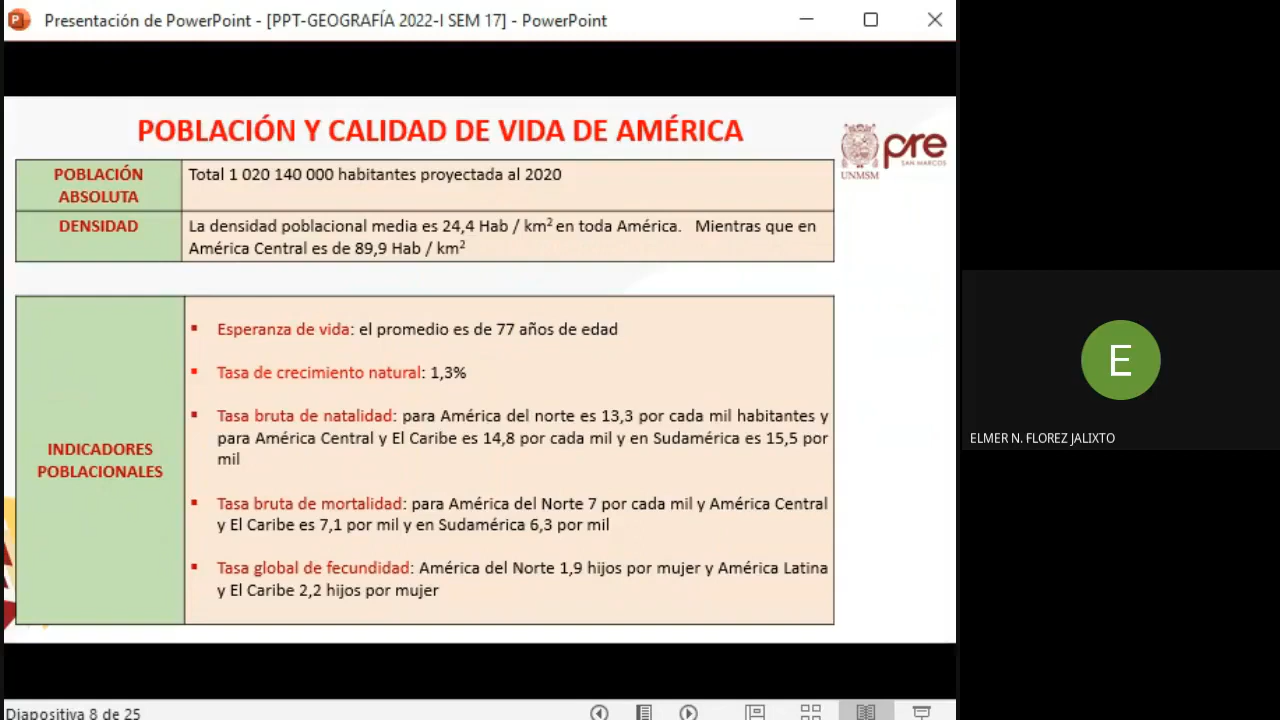 Presentación de PowerPoint - [PPT-GEOGRAFÍA 2022-I SEM 17] - PowerPoint
POBLACIÓN Y CALIDAD DE VIDA DE AMÉRICA
pre
SAN MARCOS
UNMSM
POBLACIÓN
ABSOLUTA
Total 1 020 140 000 habitantes proyectada al 2020
DENSIDAD
La densidad poblacional media es 24,4 Hab / km² en toda América. Mientras que en
América Central es de 89,9 Hab / km²
INDICADORES
POBLACIONALES
▪ Esperanza de vida: el promedio es de 77 años de edad
▪ Tasa de crecimiento natural: 1,3%
▪ Tasa bruta de natalidad: para América del norte es 13,3 por cada mil habitantes y
para América Central y El Caribe es 14,8 por cada mil y en Sudamérica es 15,5 por
mil
▪ Tasa bruta de mortalidad: para América del Norte 7 por cada mil y América Central
y El Caribe es 7,1 por mil y en Sudamérica 6,3 por mil
▪ Tasa global de fecundidad: América del Norte 1,9 hijos por mujer y América Latina
y El Caribe 2,2 hijos por mujer
Diapositiva 8 de 25
E
ELMER N. FLOREZ JALIXTO